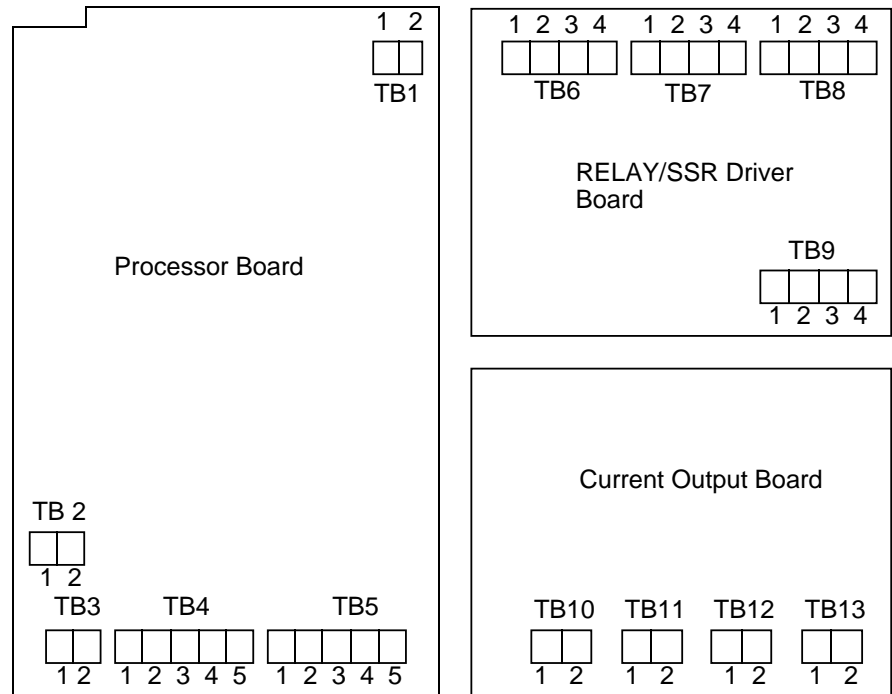 1 2
TB1
Processor Board
TB 2
1 2
TB3 TB4 TB5
1 2 1 2 3 4 5 1 2 3 4 5
1 2 3 4 1 2 3 4 1 2 3 4
TB6 TB7 TB8
RELAY/SSR Driver
Board
TB9
1 2 3 4
Current Output Board
TB10 TB11 TB12 TB13
1 2 1 2 1 2 1 2